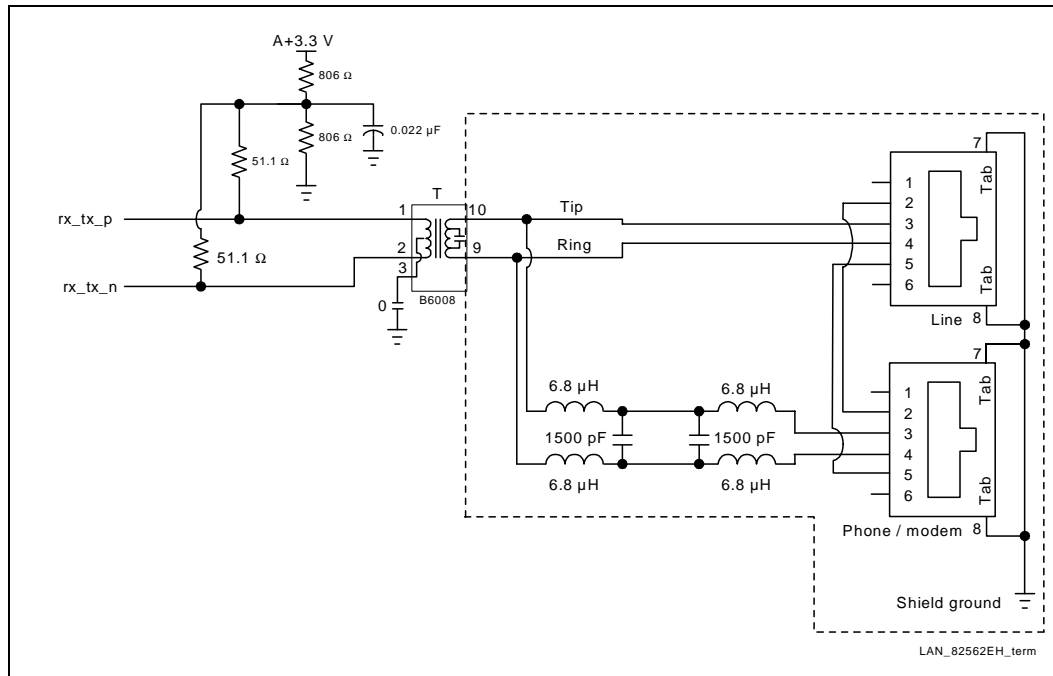 A+3.3 V
806 Ω
806 Ω
0.022 µF
51.1 Ω
51.1 Ω
rx_tx_p
rx_tx_n
T
1
2
3
10
9
B6008
0
Tip
Ring
7
Tab
1
2
3
4
5
6
Tab
Line
8
7
Tab
1
2
3
4
5
6
Tab
Phone / modem
8
6.8 µH
6.8 µH
1500 pF
1500 pF
6.8 µH
6.8 µH
Shield ground
LAN_82562EH_term